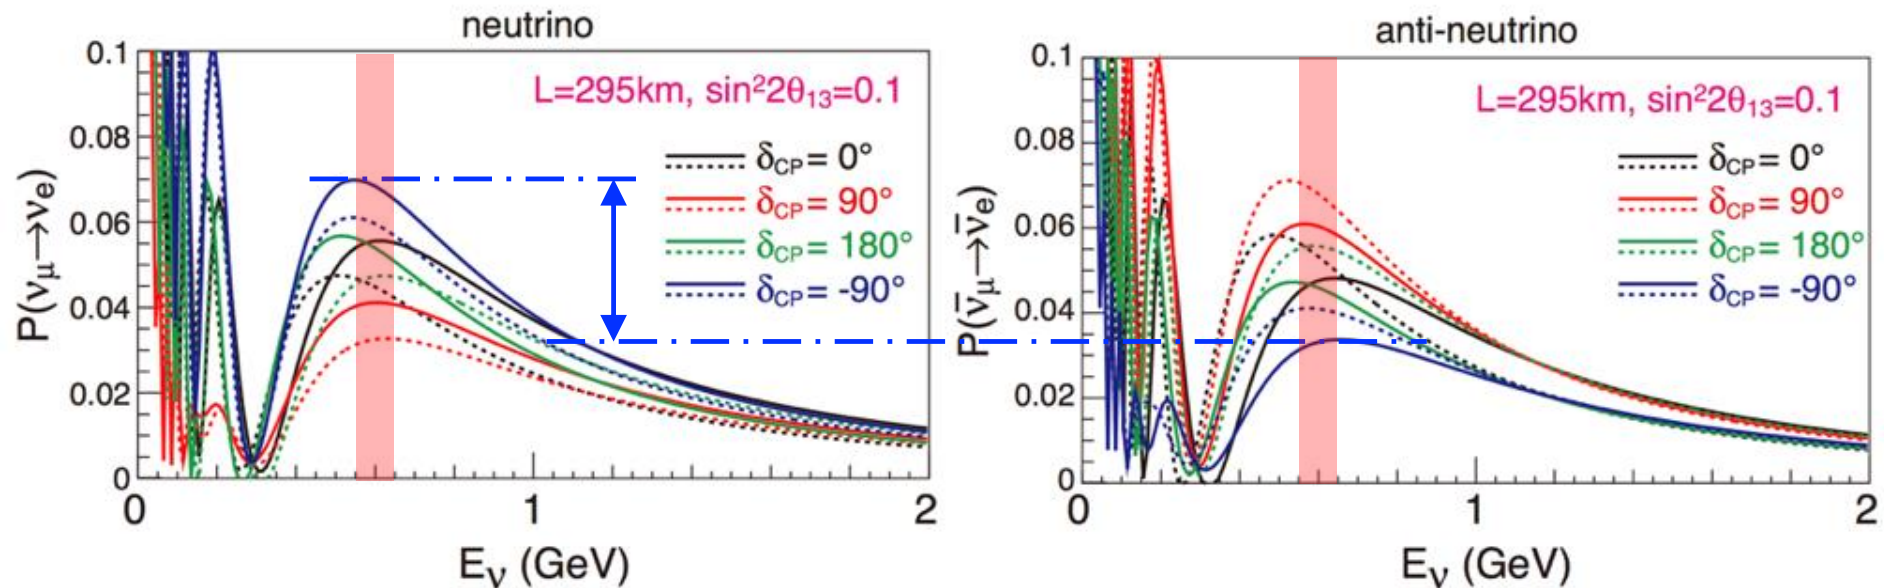 neutrino
L=295km, sin²2θ₁₃=0.1
δCP = 0°
δCP = 90°
δCP = 180°
δCP = -90°
P(νμ→νe)
0.1
0.08
0.06
0.04
0.02
0
0 1 2
Eν (GeV)
anti-neutrino
L=295km, sin²2θ₁₃=0.1
δCP = 0°
δCP = 90°
δCP = 180°
δCP = -90°
P(ν̄μ→ν̄e)
0.1
0.08
0.06
0.04
0.02
0
0 1 2
Eν (GeV)